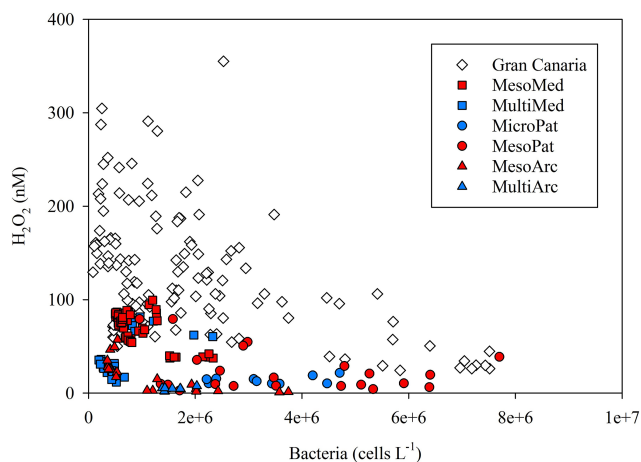 400
300
200
100
0
H₂O₂ (nM)
Gran Canaria
MesoMed
MultiMed
MicroPat
MesoPat
MesoArc
MultiArc
0 2e+6 4e+6 6e+6 8e+6 1e+7
Bacteria (cells L⁻¹)